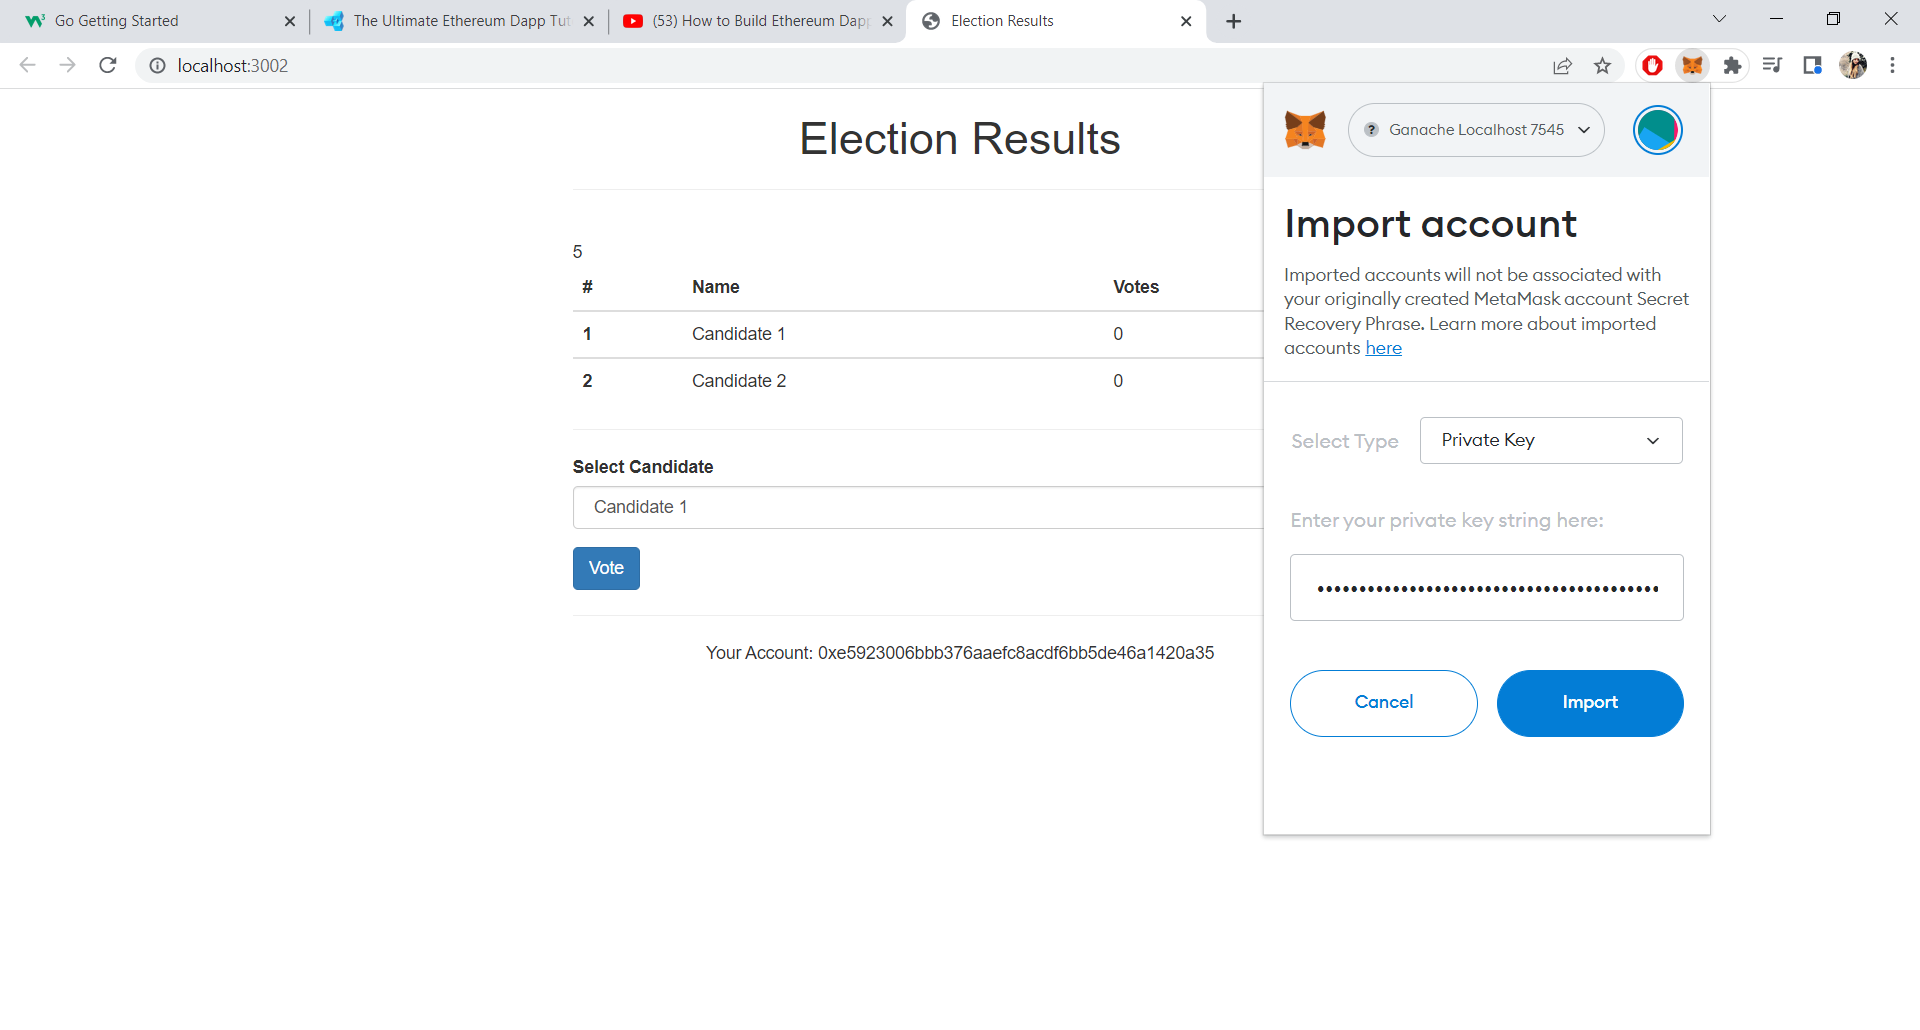 Go Getting Started
The Ultimate Ethereum Dapp Tut
(53) How to Build Ethereum Dapp
Election Results
localhost:3002
Election Results
5
# Name Votes
1 Candidate 1 0
2 Candidate 2 0
Select Candidate
Candidate 1
Vote
Your Account: 0xe5923006bbb376aaefc8acdf6bb5de46a1420a35
Ganache Localhost 7545
Import account
Imported accounts will not be associated with
your originally created MetaMask account Secret
Recovery Phrase. Learn more about imported
accounts here
Select Type
Private Key
Enter your private key string here:
Cancel
Import